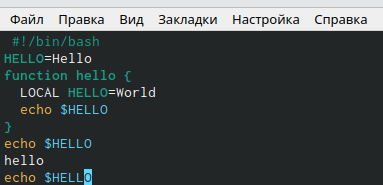 Файл Правка Вид Закладки Настройка Справка
#!/bin/bash
HELLO=Hello
function hello {
LOCAL HELLO=World
echo $HELLO
}
echo $HELLO
hello
echo $HELLO